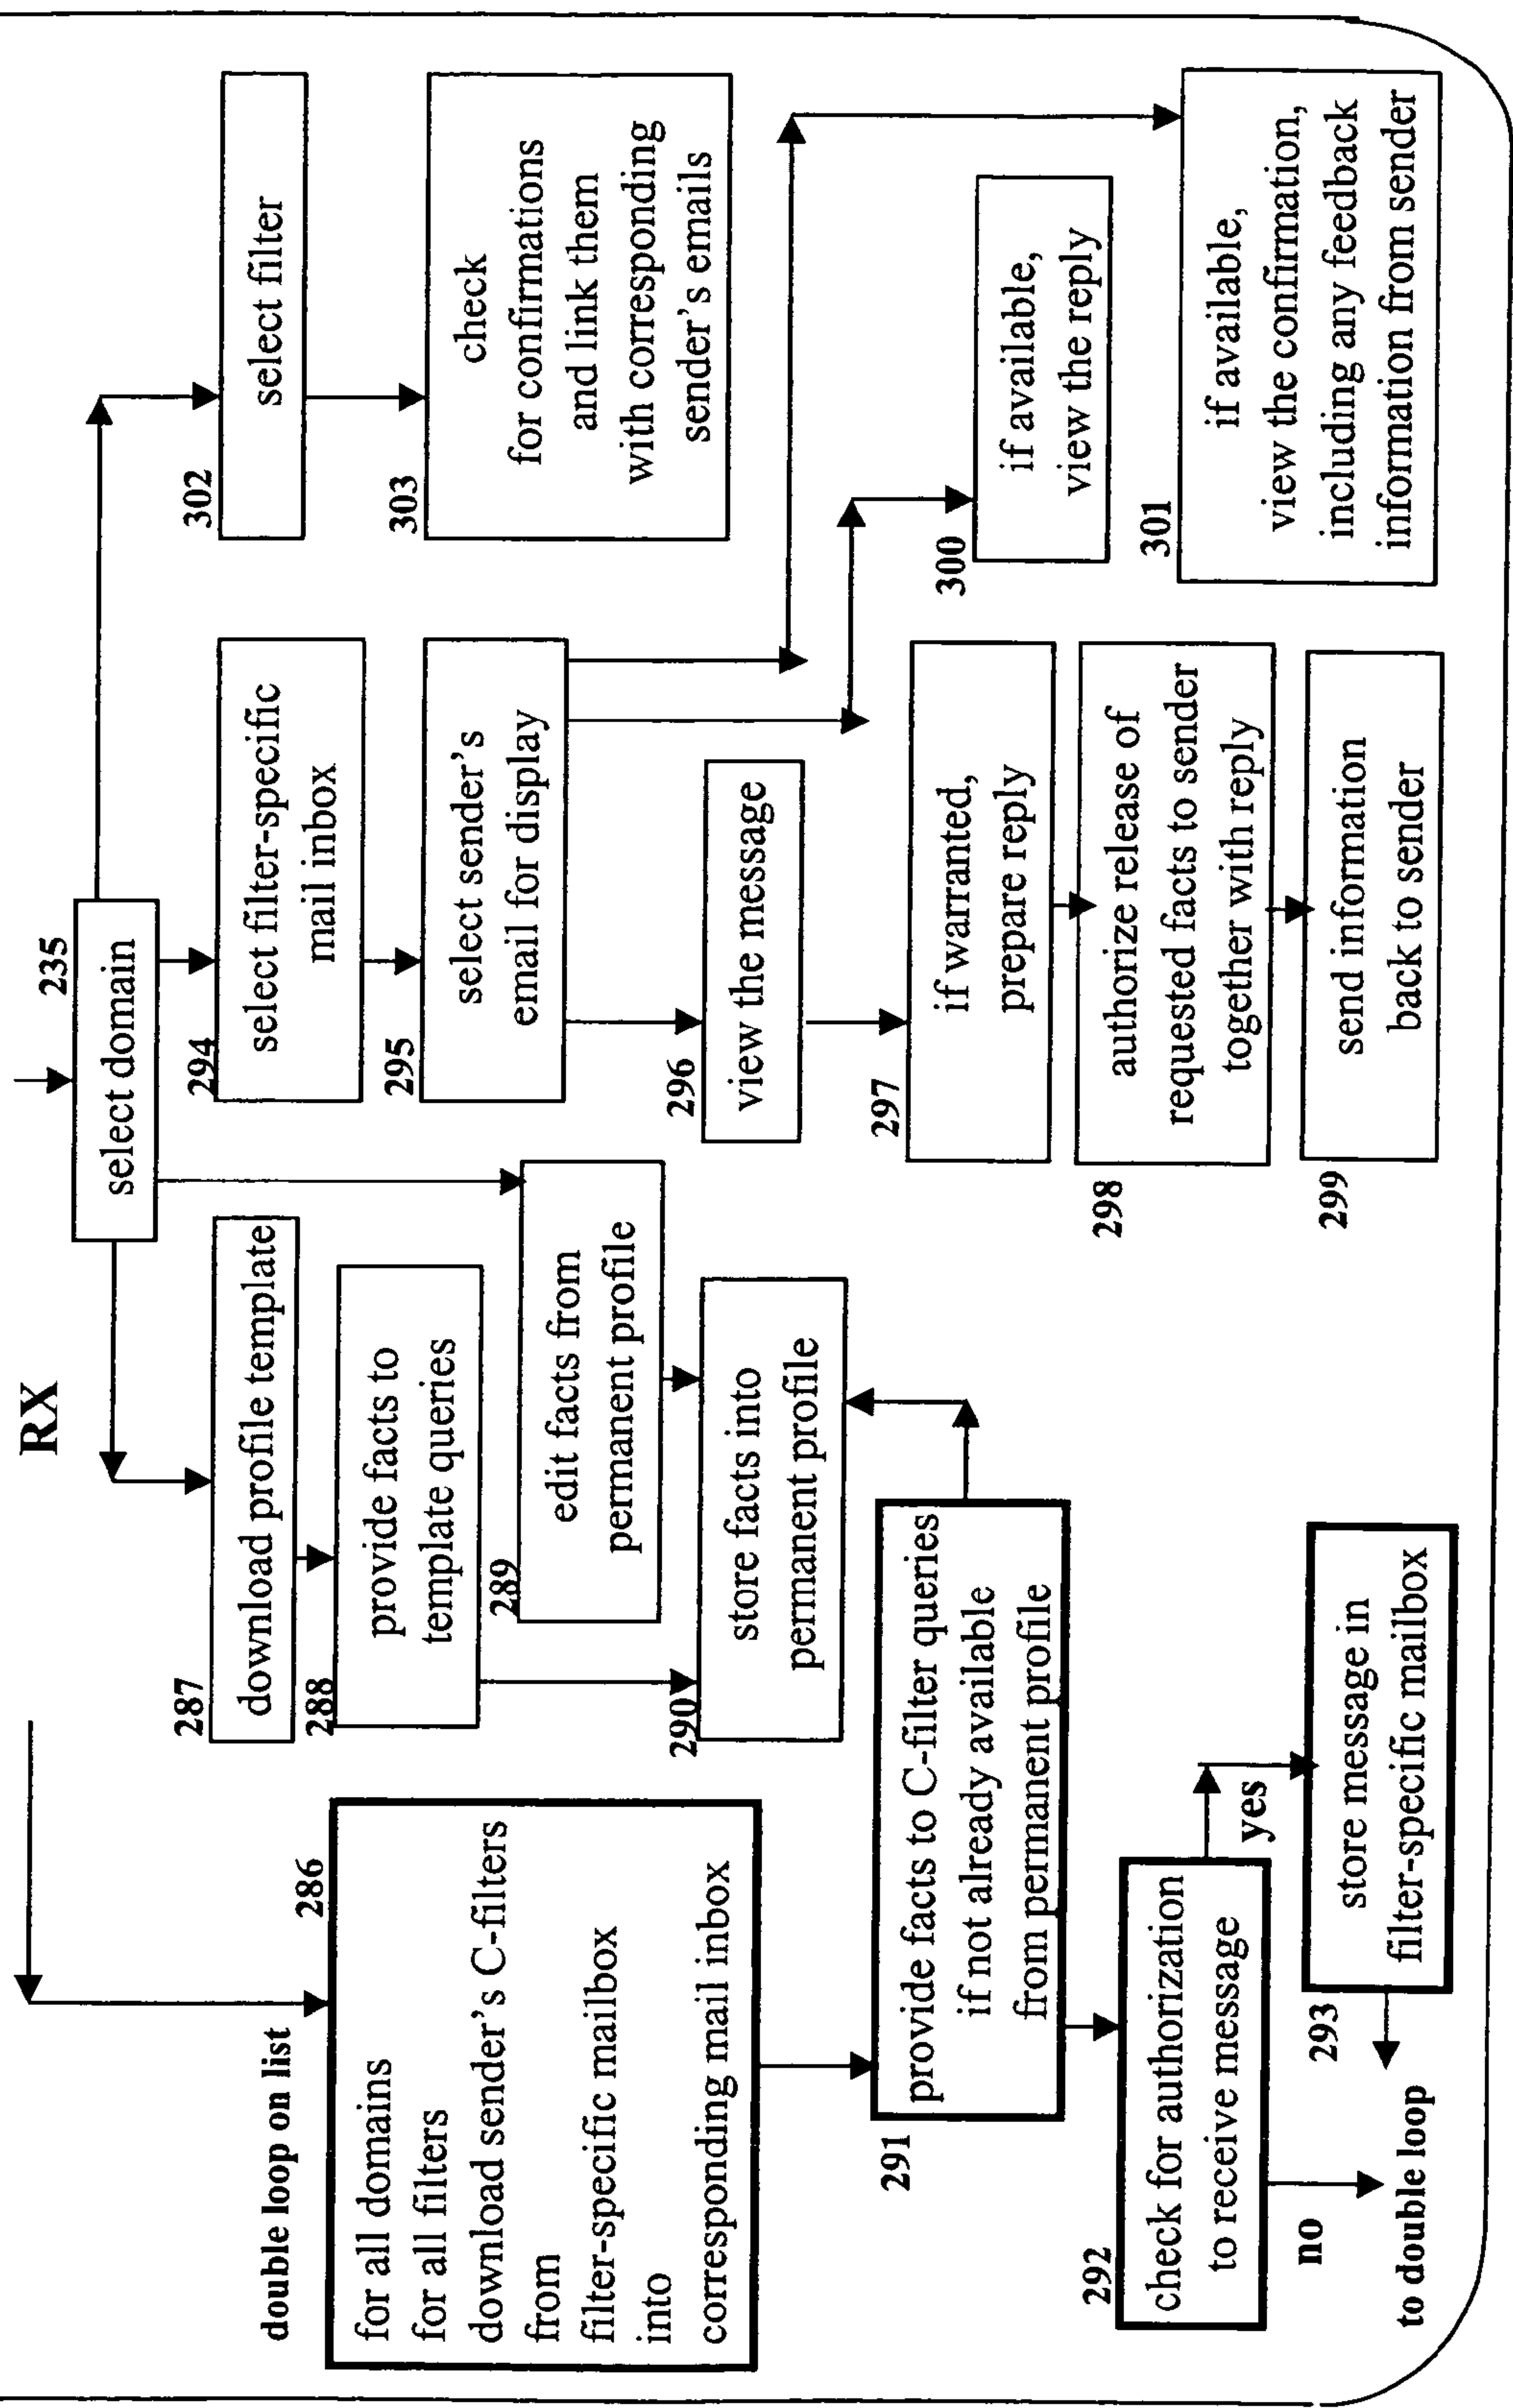 RX
235
select domain
double loop on list
286
for all domains
for all filters
download sender's C-filters
from
filter-specific mailbox
into
corresponding mail inbox
287
download profile template
288
provide facts to
template queries
289
edit facts from
permanent profile
290
store facts into
permanent profile
291
provide facts to C-filter queries
if not already available
from permanent profile
292
check for authorization
to receive message
no
to double loop
yes
293
store message in
filter-specific mailbox
294
select filter-specific
mail inbox
295
select sender's
email for display
296
view the message
297
if warranted,
prepare reply
298
authorize release of
requested facts to sender
together with reply
299
send information
back to sender
302
select filter
303
check
for confirmations
and link them
with corresponding
sender's emails
300
if available,
view the reply
301
if available,
view the confirmation,
including any feedback
information from sender